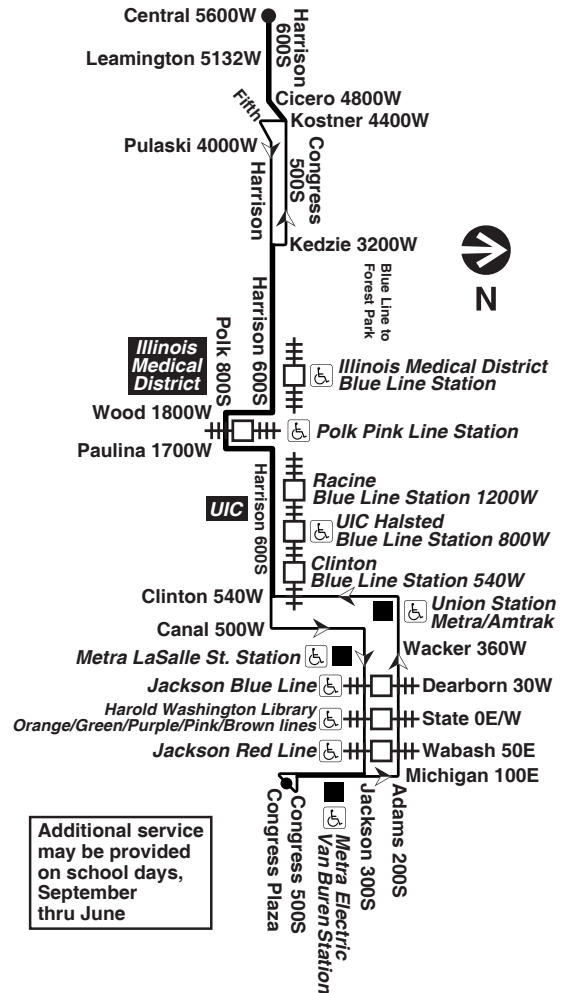 Central 5600W
Harrison
600S
Leamington 5132W
Cicero 4800W
Fifth
Kostner 4400W
Pulaski 4000W
Harrison
Congress
500S
Kedzie 3200W
Blue Line to
Forest Park
N
Harrison 600S
Polk 800S
Illinois
Medical
District
Illinois Medical District
Blue Line Station
Wood 1800W
Polk Pink Line Station
Paulina 1700W
Racine
Blue Line Station 1200W
Harrison 600S
UIC
UIC Halsted
Blue Line Station 800W
Clinton
Blue Line Station 540W
Clinton 540W
Union Station
Metra/Amtrak
Canal 500W
Wacker 360W
Metra LaSalle St. Station
Jackson Blue Line
Dearborn 30W
Harold Washington Library
Orange/Green/Purple/Pink/Brown lines
State 0E/W
Jackson Red Line
Wabash 50E
Michigan 100E
Adams 200S
Jackson 300S
Metra Electric
Van Buren Station
Congress 500S
Congress Plaza
Additional service
may be provided
on school days,
September
thru June